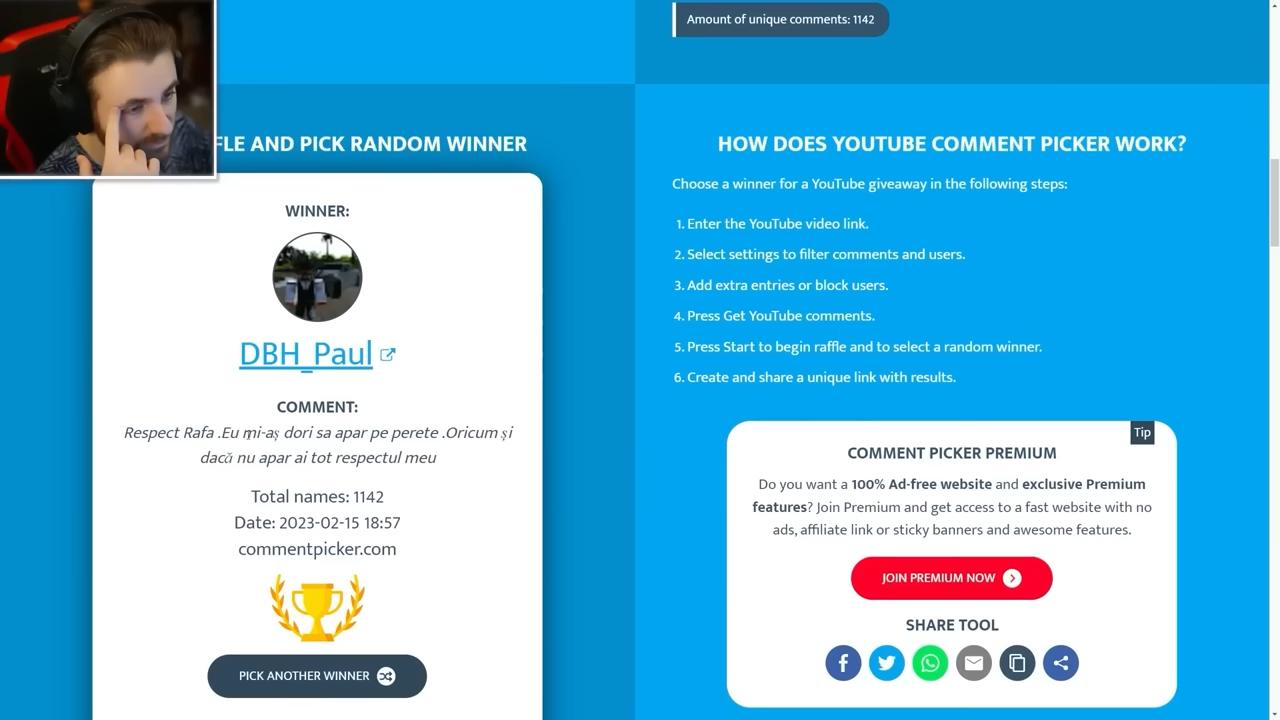 Amount of unique comments: 1142
FLE AND PICK RANDOM WINNER
WINNER:
DBH_Paul
COMMENT:
Respect Rafa .Eu mi-aș dori sa apar pe perete .Oricum și
dacă nu apar ai tot respectul meu
Total names: 1142
Date: 2023-02-15 18:57
commentpicker.com
PICK ANOTHER WINNER
HOW DOES YOUTUBE COMMENT PICKER WORK?
Choose a winner for a YouTube giveaway in the following steps:
1. Enter the YouTube video link.
2. Select settings to filter comments and users.
3. Add extra entries or block users.
4. Press Get YouTube comments.
5. Press Start to begin raffle and to select a random winner.
6. Create and share a unique link with results.
Tip
COMMENT PICKER PREMIUM
Do you want a 100% Ad-free website and exclusive Premium
features? Join Premium and get access to a fast website with no
ads, affiliate link or sticky banners and awesome features.
JOIN PREMIUM NOW
SHARE TOOL